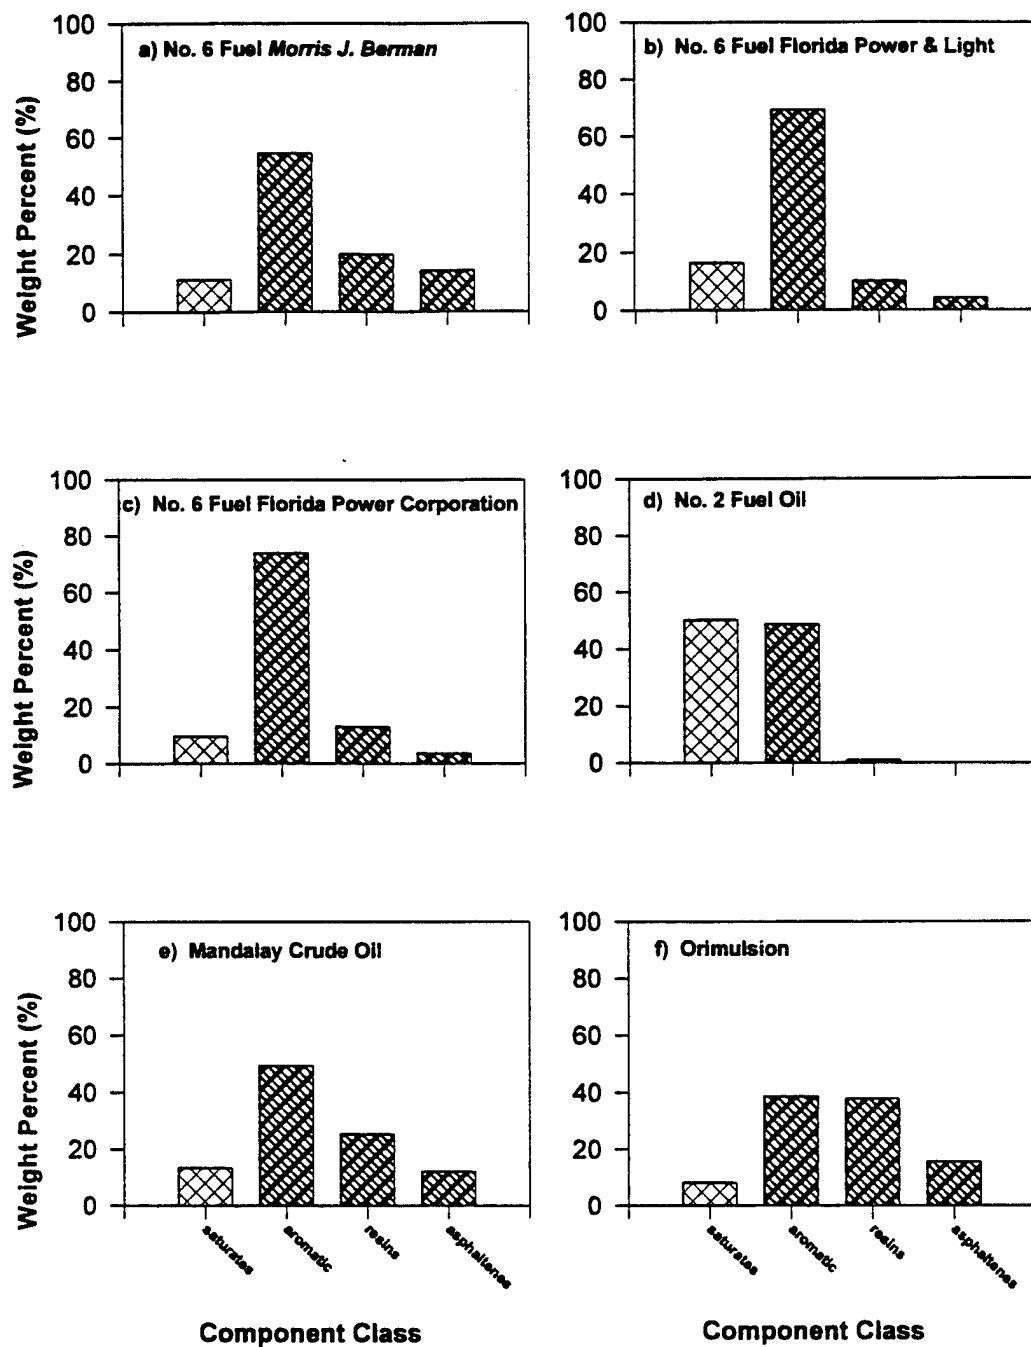 a) No. 6 Fuel Morris J. Berman
Weight Percent (%)
100
80
60
40
20
0
b) No. 6 Fuel Florida Power & Light
100
80
60
40
20
0
c) No. 6 Fuel Florida Power Corporation
Weight Percent (%)
100
80
60
40
20
0
d) No. 2 Fuel Oil
100
80
60
40
20
0
e) Mandalay Crude Oil
Weight Percent (%)
100
80
60
40
20
0
saturates
aromatic
resins
asphaltenes
Component Class
f) Orimulsion
100
80
60
40
20
0
saturates
aromatic
resins
asphaltenes
Component Class